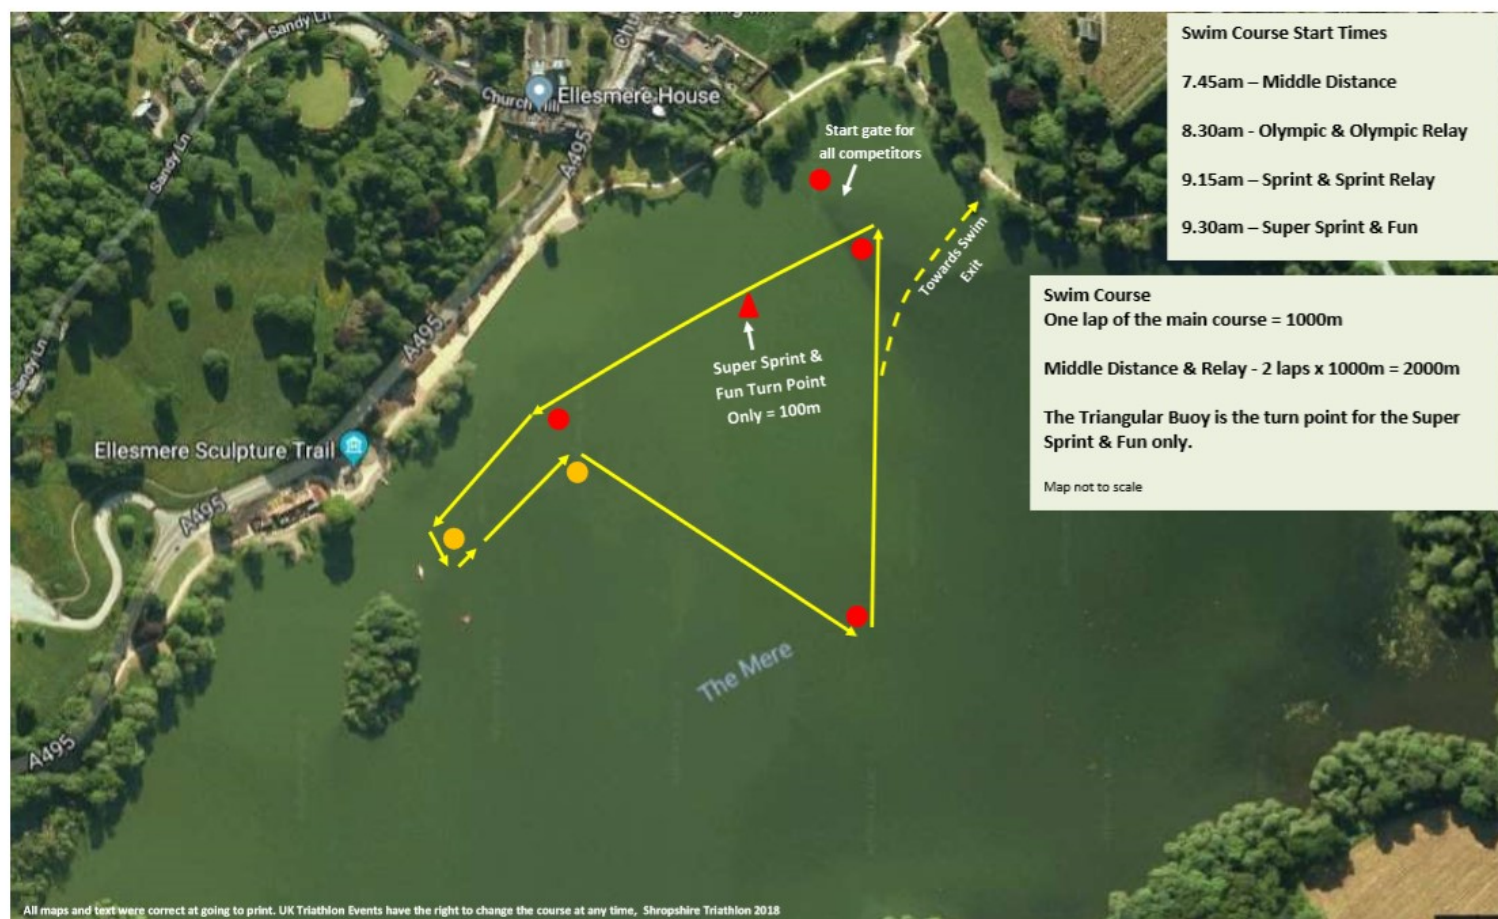 Sandy Ln
Swim Course Start Times
7.45am – Middle Distance
8.30am - Olympic & Olympic Relay
9.15am – Sprint & Sprint Relay
9.30am – Super Sprint & Fun
Church Hill
Ellesmere House
A495
Sandy Ln
Start gate for
all competitors
Towards Swim
Exit
Swim Course
One lap of the main course = 1000m
Middle Distance & Relay - 2 laps x 1000m = 2000m
The Triangular Buoy is the turn point for the Super
Sprint & Fun only.
Map not to scale
Sandy Ln
A495
Super Sprint &
Fun Turn Point
Only = 100m
Ellesmere Sculpture Trail
A495
The Mere
A495
All maps and text were correct at going to print. UK Triathlon Events have the right to change the course at any time, Shropshire Triathlon 2018